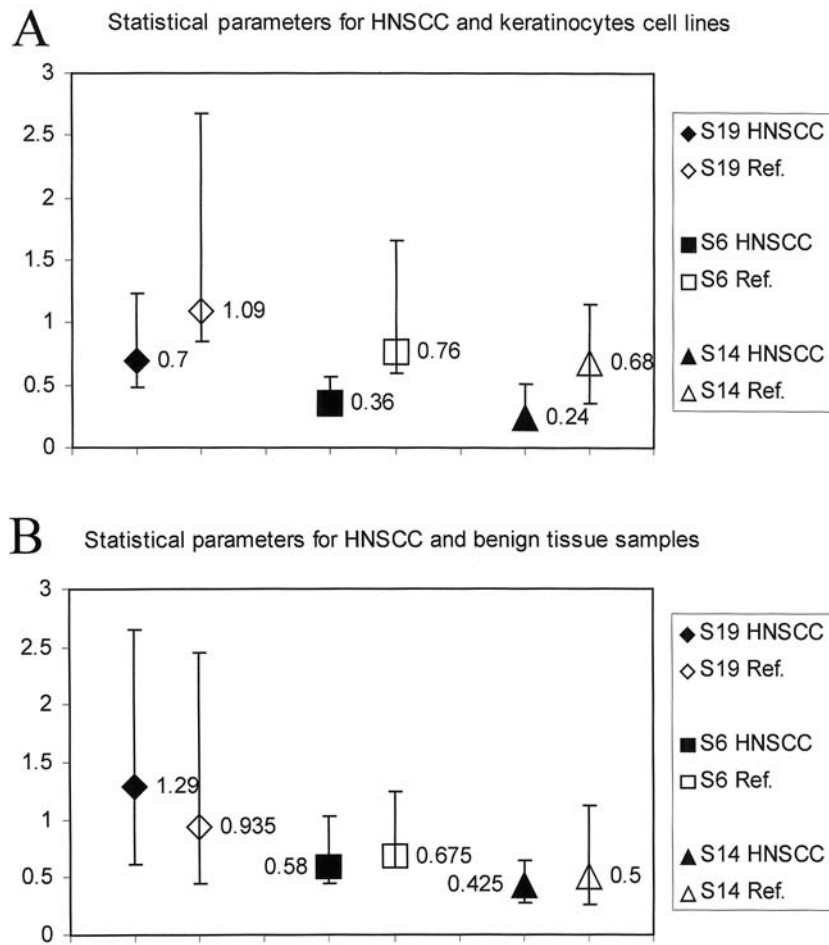 A
Statistical parameters for HNSCC and keratinocytes cell lines
3
2.5
2
1.5
1
0.5
0
0.7
1.09
0.36
0.76
0.24
0.68
S19 HNSCC
S19 Ref.
S6 HNSCC
S6 Ref.
S14 HNSCC
S14 Ref.
B
Statistical parameters for HNSCC and benign tissue samples
3
2.5
2
1.5
1
0.5
0
1.29
0.935
0.58
0.675
0.425
0.5
S19 HNSCC
S19 Ref.
S6 HNSCC
S6 Ref.
S14 HNSCC
S14 Ref.